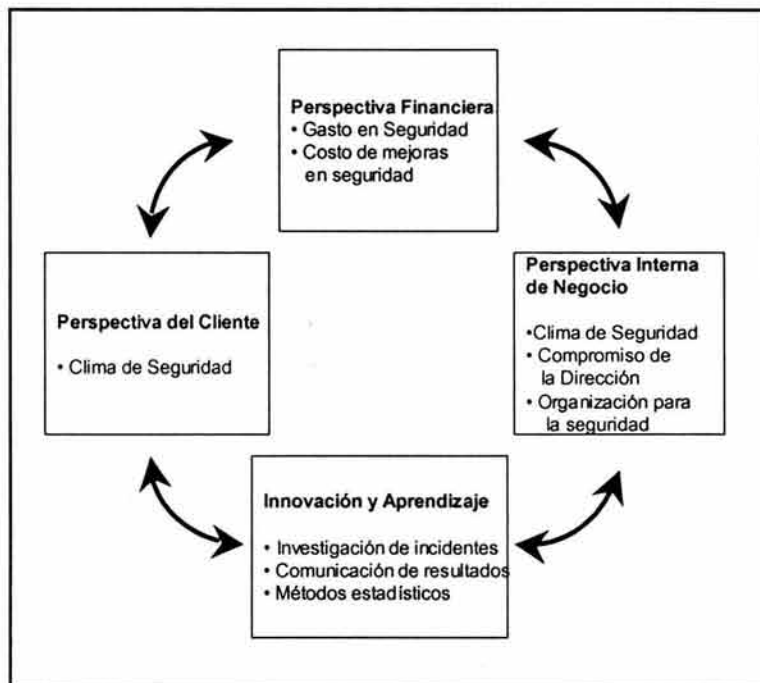 Perspectiva Financiera
• Gasto en Seguridad
• Costo de mejoras
en seguridad
Perspectiva del Cliente
• Clima de Seguridad
Perspectiva Interna
de Negocio
•Clima de Seguridad
• Compromiso de
la Dirección
• Organización para
la seguridad
Innovación y Aprendizaje
• Investigación de incidentes
• Comunicación de resultados
• Métodos estadísticos